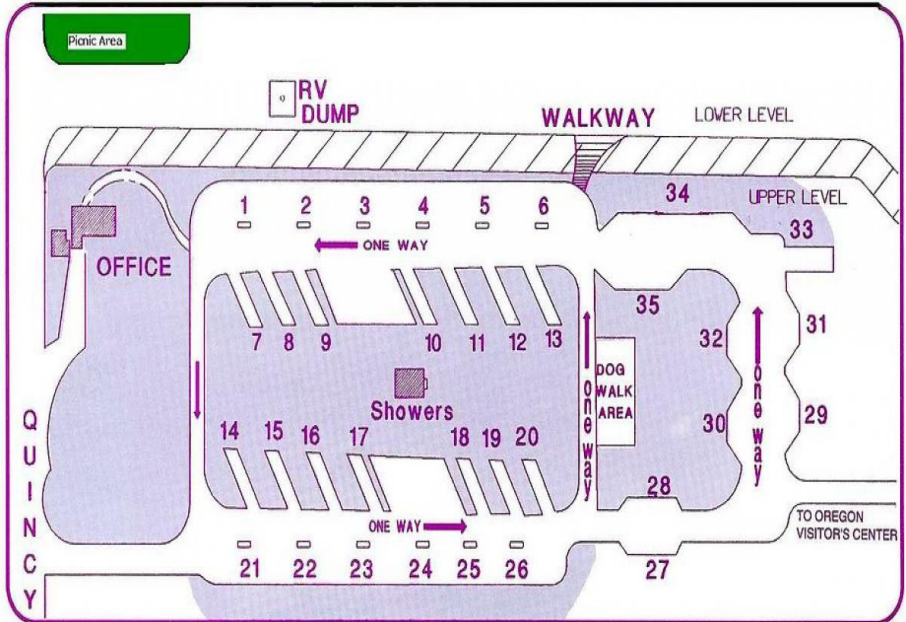 Picnic Area
RV
DUMP
WALKWAY
LOWER LEVEL
34
UPPER LEVEL
33
1 2 3 4 5 6
ONE WAY
OFFICE
35
7 8 9 10 11 12 13
32
31
DOG
WALK
AREA
Showers
one way
one way
30
29
14 15 16 17 18 19 20
28
QUINCY
ONE WAY
TO OREGON
VISITOR'S CENTER
21 22 23 24 25 26
27